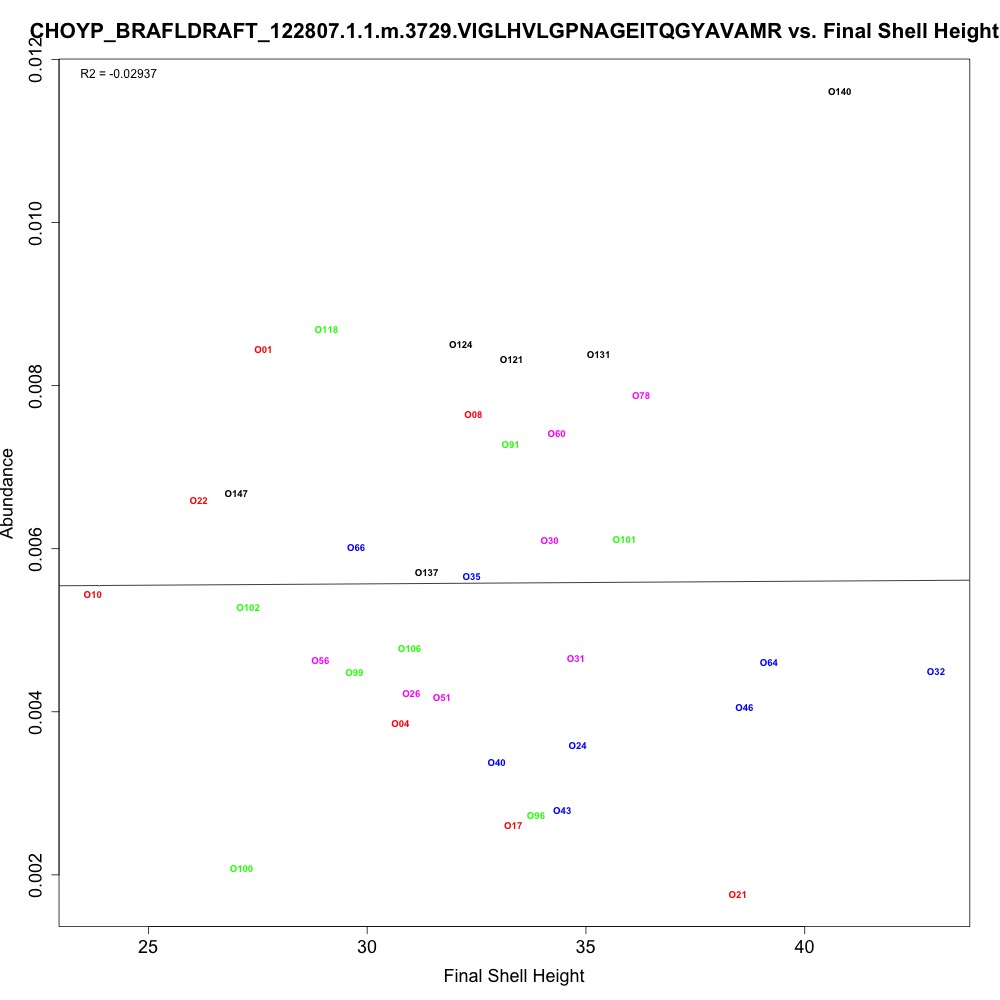 CHOYP_BRAFLDRAFT_122807.1.1.m.3729.VIGLHVLGPNAGEITQGYAVAMR vs. Final Shell Height
R2 = -0.02937
0.012
O140
0.010
O118
O01
O124
O121
O131
0.008
O78
O08
O60
O91
O22
O147
O30
O101
0.006
O66
O137
O35
O10
O102
O106
O56
O99
O31
O64
O32
O26
O51
0.004
O04
O46
O24
O40
O43
O96
O17
0.002
O100
O21
Abundance
25
30
35
40
Final Shell Height